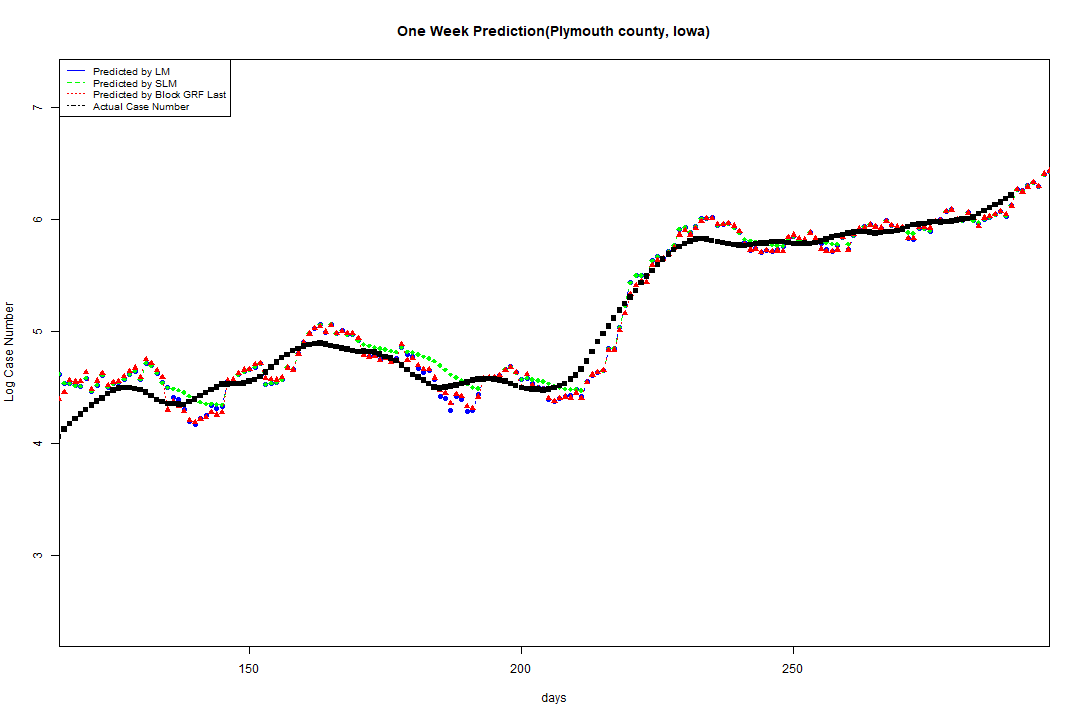 One Week Prediction(Plymouth county, Iowa)
Predicted by LM
Predicted by SLM
Predicted by Block GRF Last
Actual Case Number
7
6
5
4
3
Log Case Number
150
200
250
days